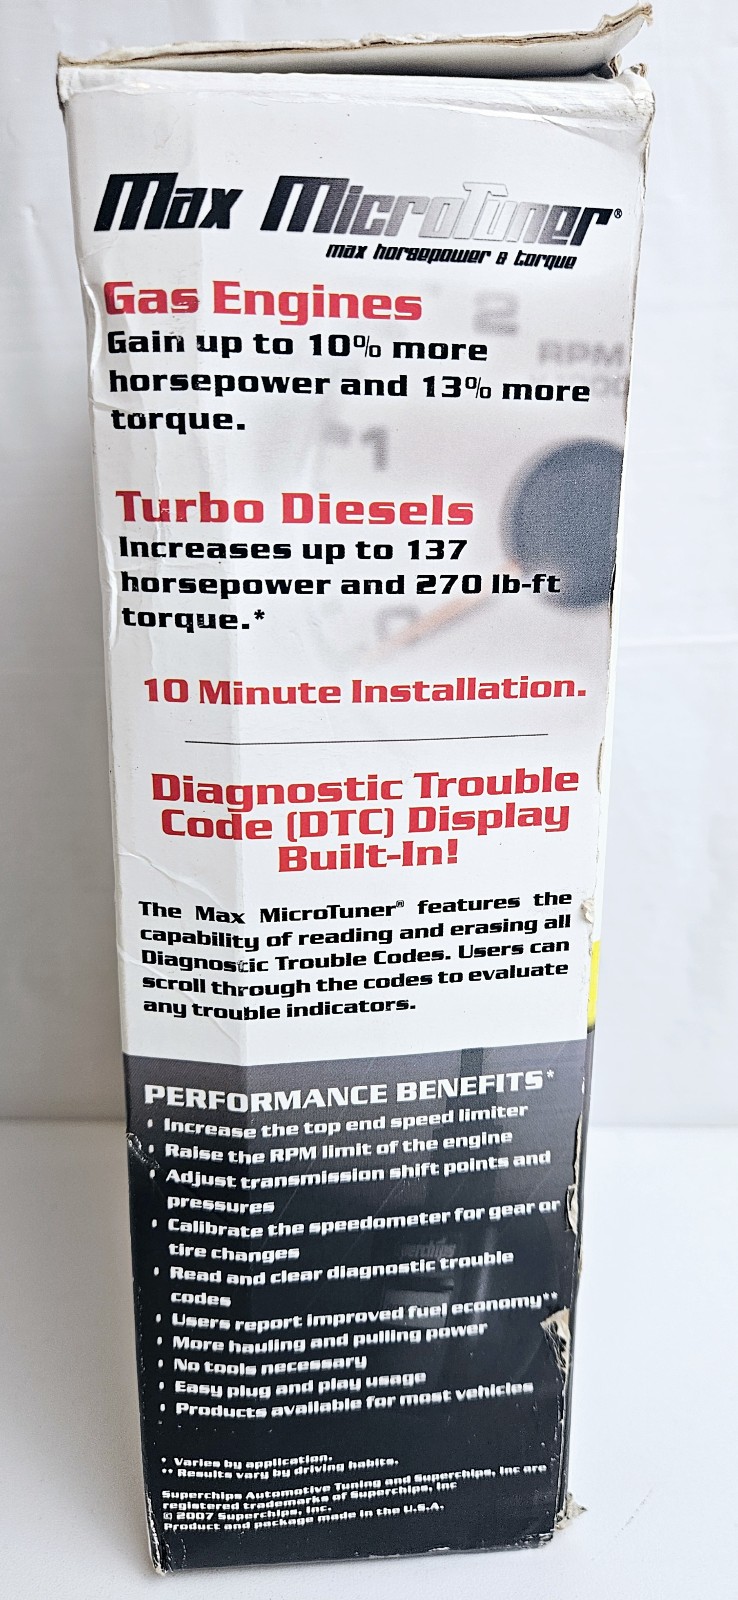 Max MicroTuner®
max horsepower & torque
Gas Engines
2
RPM
Gain up to 10% more
horsepower and 13% more
torque.
1
Turbo Diesels
Increases up to 137
horsepower and 270 lb-ft
torque.*
10 Minute Installation.
Diagnostic Trouble
Code (DTC) Display
Built-In!
The Max MicroTuner® features the
capability of reading and erasing all
Diagnostic Trouble Codes. Users can
scroll through the codes to evaluate
any trouble indicators.
PERFORMANCE BENEFITS*
• Increase the top end speed limiter
• Raise the RPM limit of the engine
• Adjust transmission shift points and
pressures
• Calibrate the speedometer for gear or
tire changes
• Read and clear diagnostic trouble
codes
• Users report improved fuel economy**
• More hauling and pulling power
• No tools necessary
• Easy plug and play usage
• Products available for most vehicles
* Varies by application.
** Results vary by driving habits.
Superchips Automotive Tuning and Superchips, Inc are
registered trademarks of Superchips, Inc
© 2007 Superchips, Inc.
Product and package made in the U.S.A.